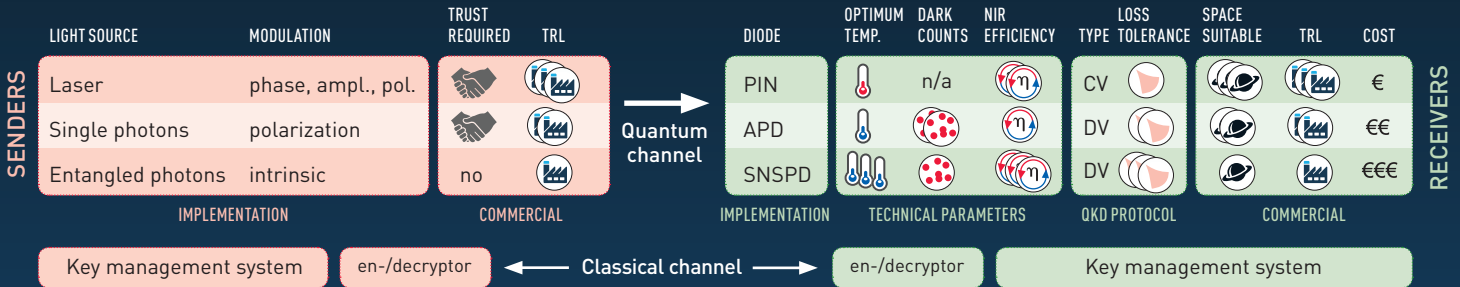 LIGHT SOURCE MODULATION TRUST REQUIRED TRL DIODE OPTIMUM TEMP. DARK COUNTS NIR EFFICIENCY TYPE LOSS TOLERANCE SPACE SUITABLE TRL COST
SENDERS
Laser phase, ampl., pol.
Single photons polarization
Entangled photons intrinsic no
IMPLEMENTATION COMMERCIAL
Quantum
channel
PIN n/a η CV €
APD η DV €€
SNSPD η DV €€€
RECEIVERS
IMPLEMENTATION TECHNICAL PARAMETERS QKD PROTOCOL COMMERCIAL
Key management system en-/decryptor Classical channel en-/decryptor Key management system